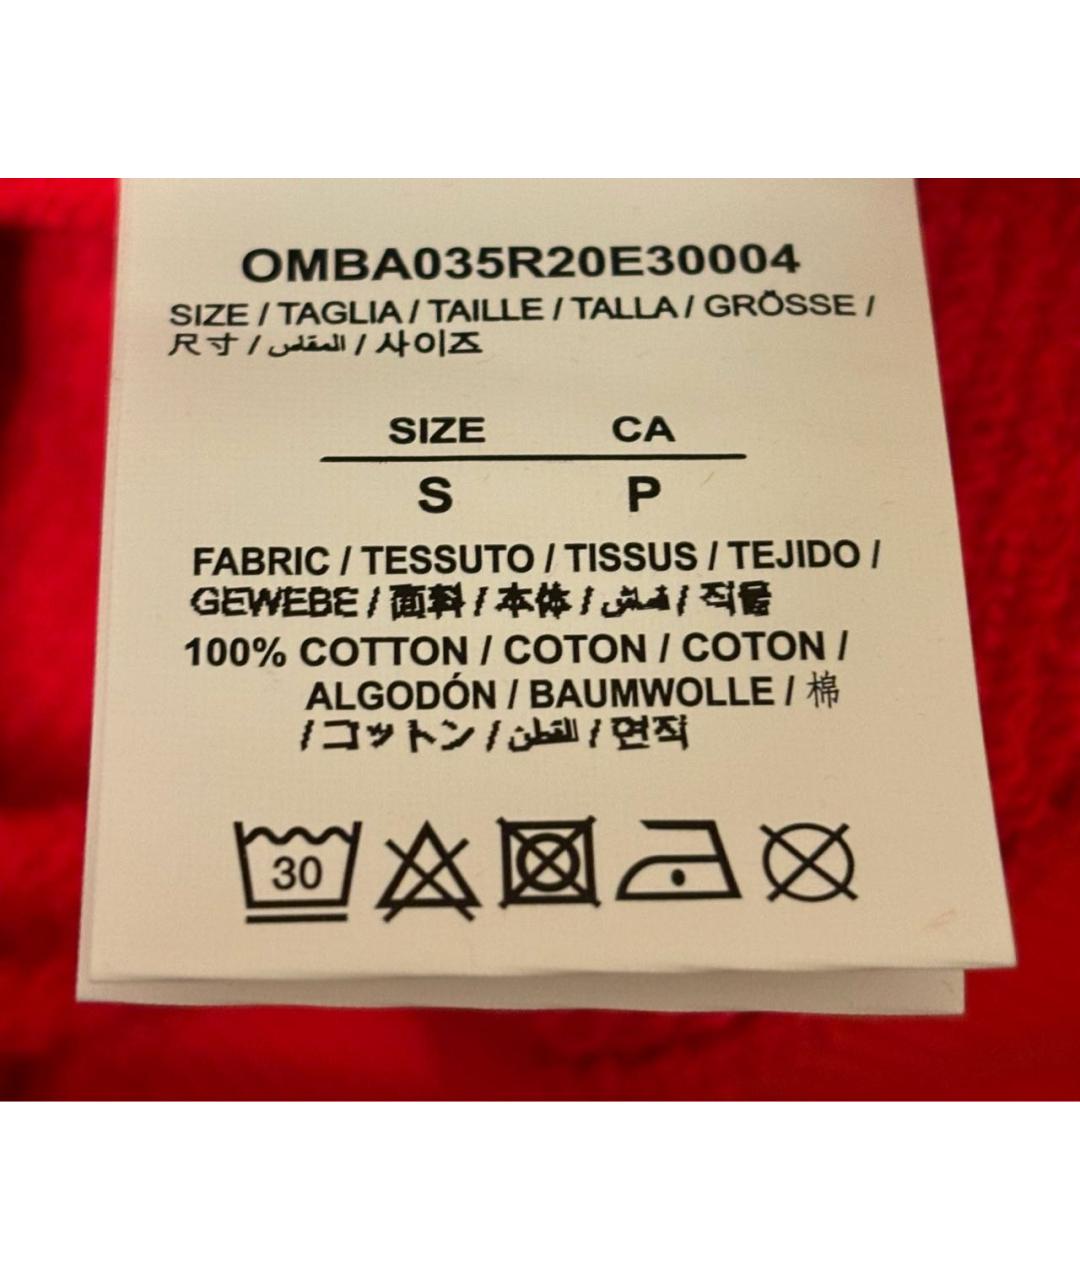 OMBA035R20E30004
SIZE / TAGLIA / TAILLE / TALLA / GRÖSSE /
尺寸 / المقاس / 사이즈
SIZE CA
S P
FABRIC / TESSUTO / TISSUS / TEJIDO /
GEWEBE / 面料 / 本体 / قماش / 직물
100% COTTON / COTON / COTON /
ALGODÓN / BAUMWOLLE / 棉
/ コットン / القطن / 면직
30